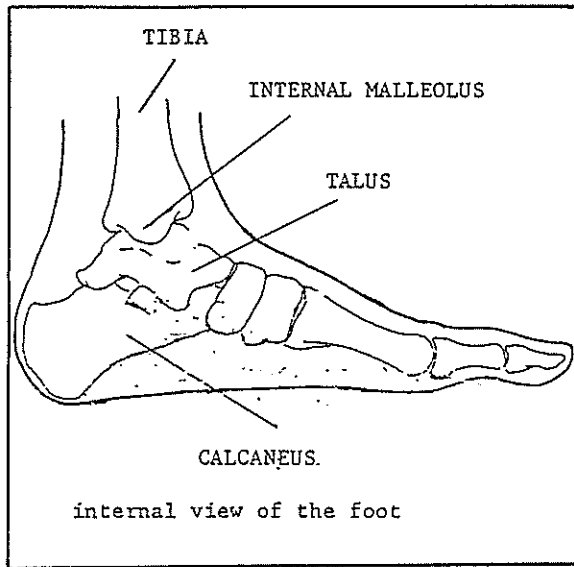 TIBIA
INTERNAL MALLEOLUS
TALUS
CALCANEUS.
internal view of the foot